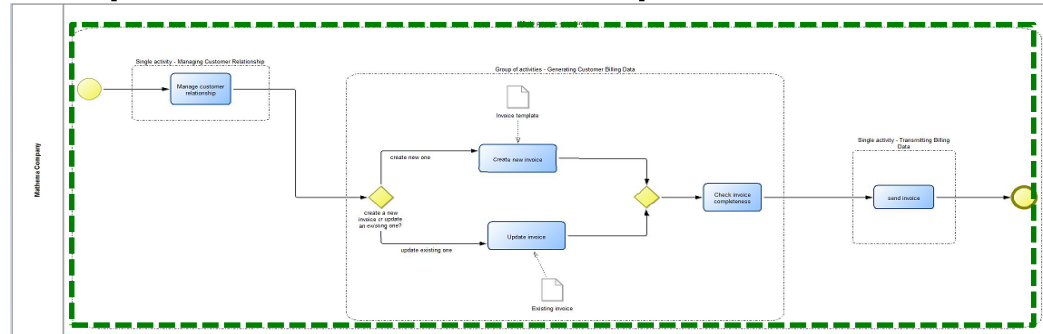 Mathema Company
Single activity - Managing Customer Relationship
Manage customer
relationship
Group of activities - Generating Customer Billing Data
Invoice template
create new one
Create new invoice
create a new
invoice or update
an existing one?
update existing one
Update invoice
Existing invoice
Check invoice
completeness
Single activity - Transmitting Billing
Data
send invoice